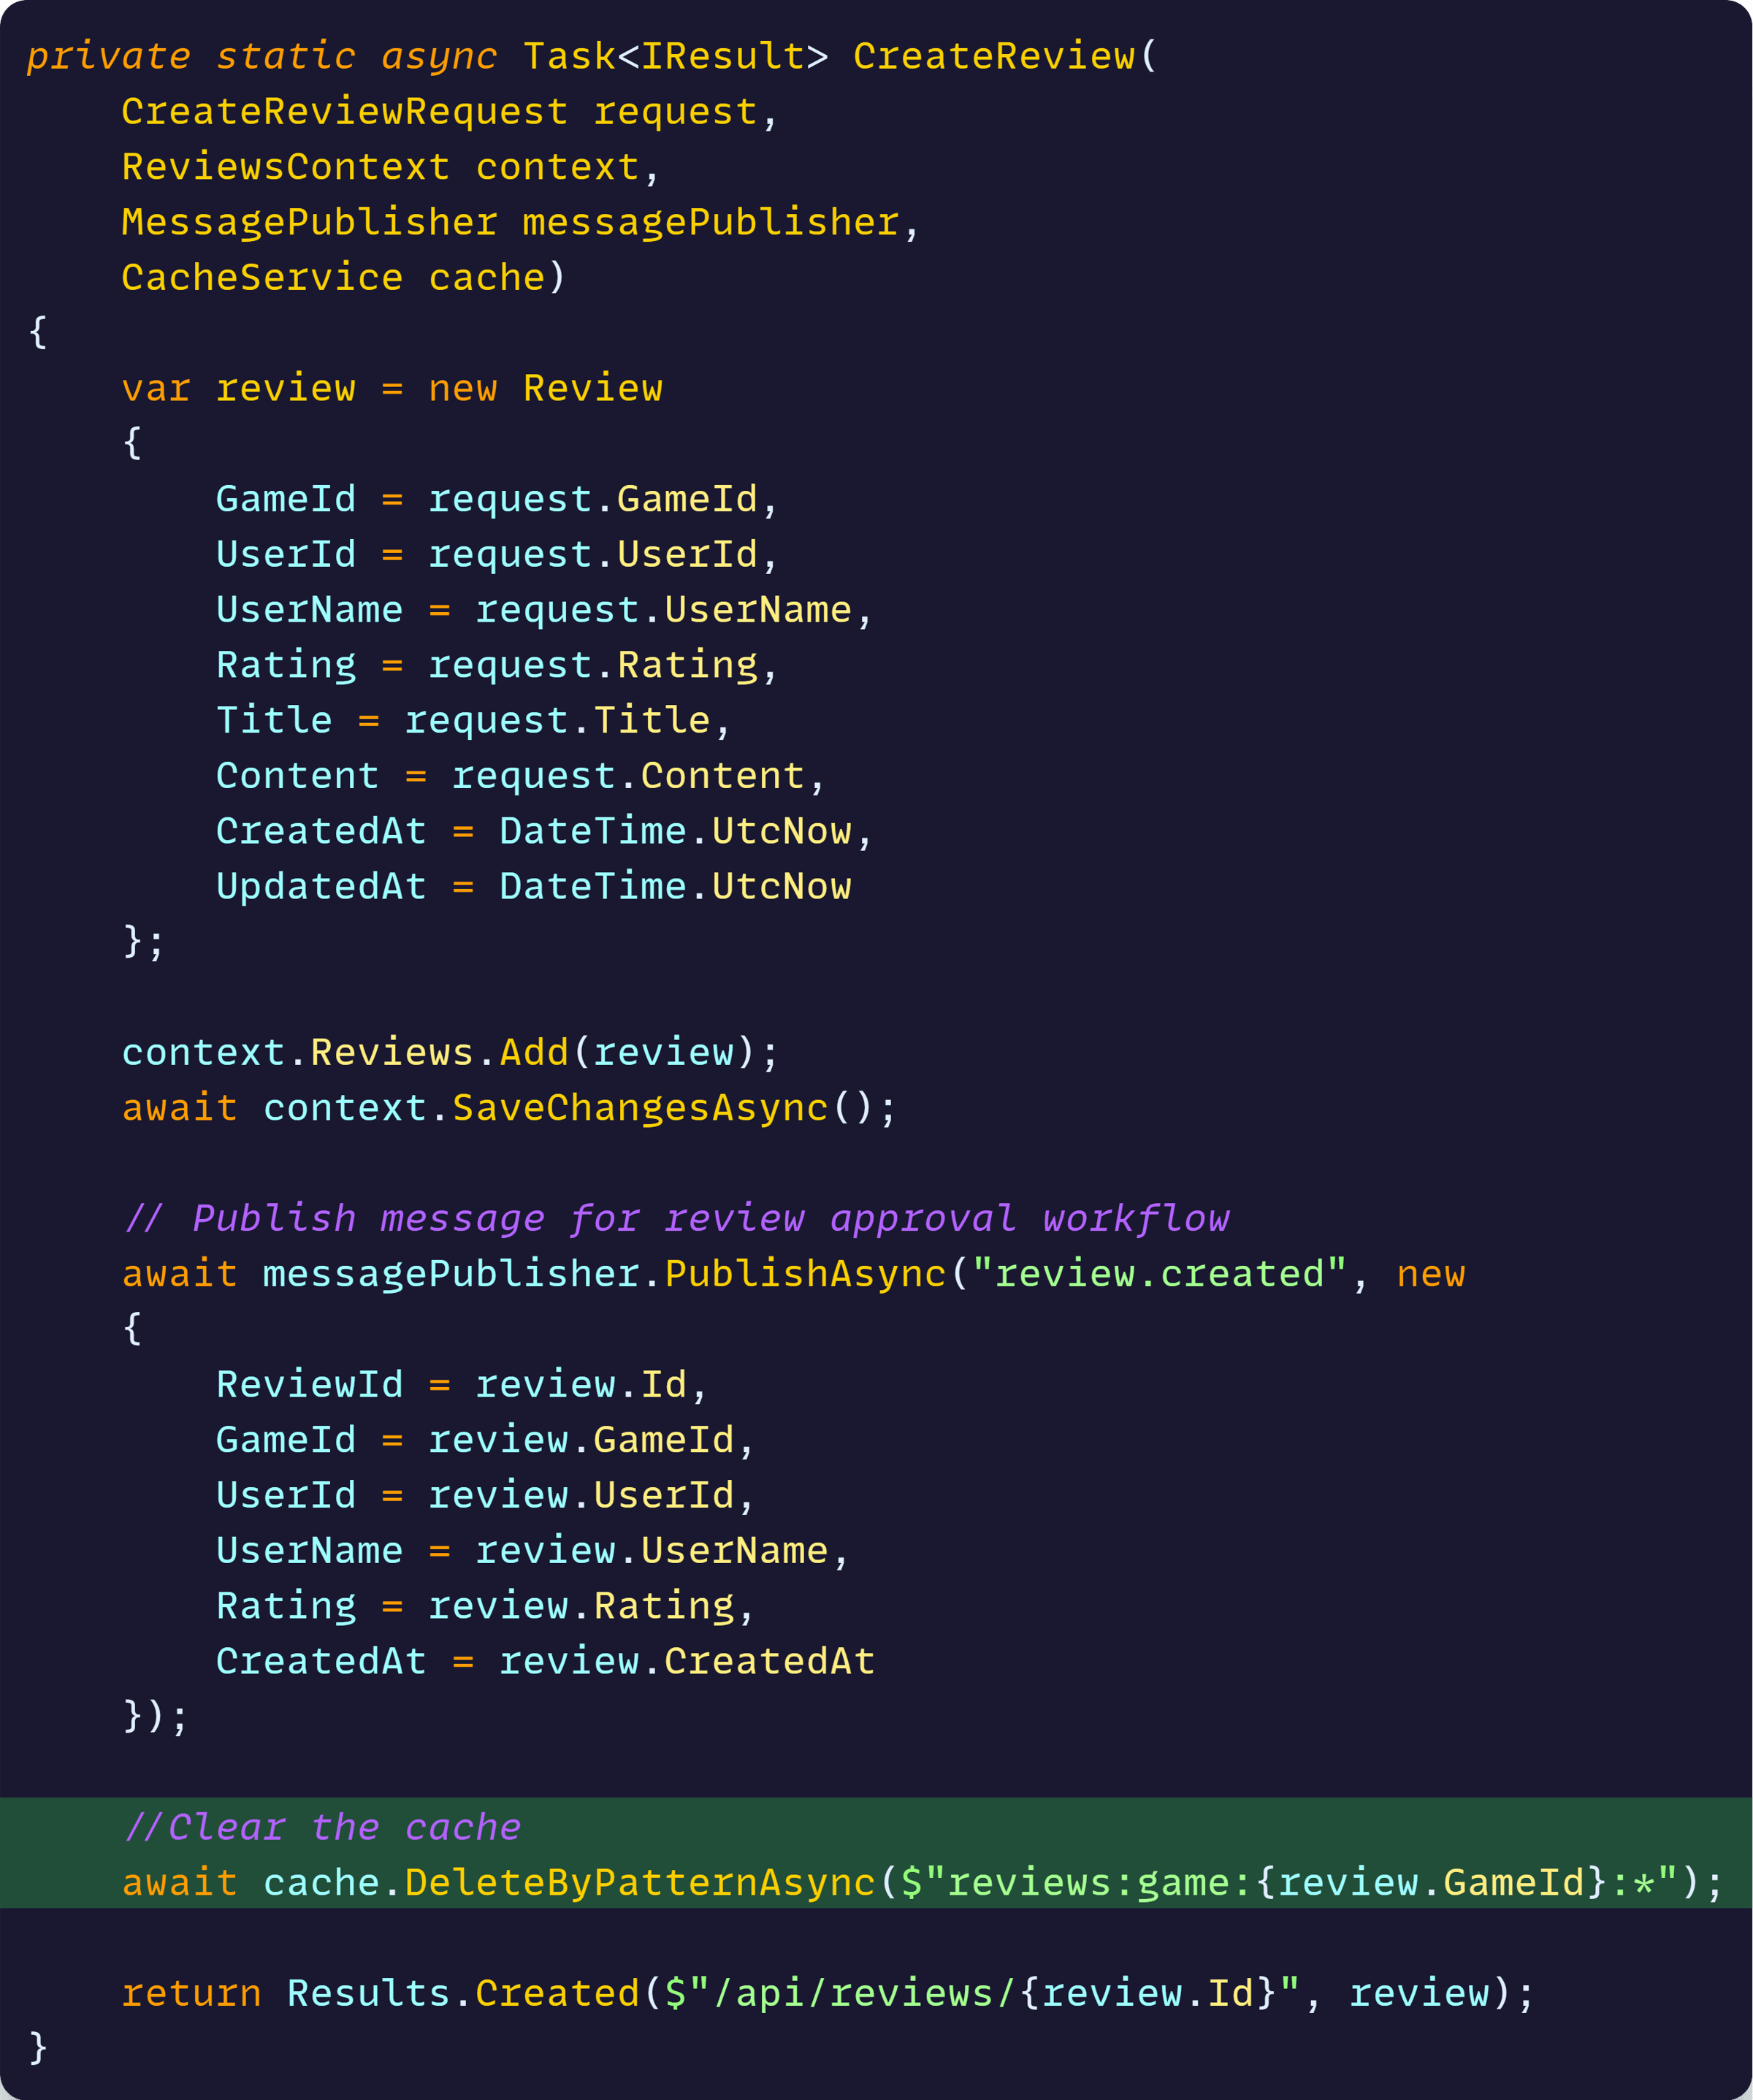 private static async Task<IResult> CreateReview(
    CreateReviewRequest request,
    ReviewsContext context,
    MessagePublisher messagePublisher,
    CacheService cache)
{
    var review = new Review
    {
        GameId = request.GameId,
        UserId = request.UserId,
        UserName = request.UserName,
        Rating = request.Rating,
        Title = request.Title,
        Content = request.Content,
        CreatedAt = DateTime.UtcNow,
        UpdatedAt = DateTime.UtcNow
    };

    context.Reviews.Add(review);
    await context.SaveChangesAsync();

    // Publish message for review approval workflow
    await messagePublisher.PublishAsync("review.created", new
    {
        ReviewId = review.Id,
        GameId = review.GameId,
        UserId = review.UserId,
        UserName = review.UserName,
        Rating = review.Rating,
        CreatedAt = review.CreatedAt
    });

    //Clear the cache
    await cache.DeleteByPatternAsync($"reviews:game:{review.GameId}:*");

    return Results.Created($"/api/reviews/{review.Id}", review);
}